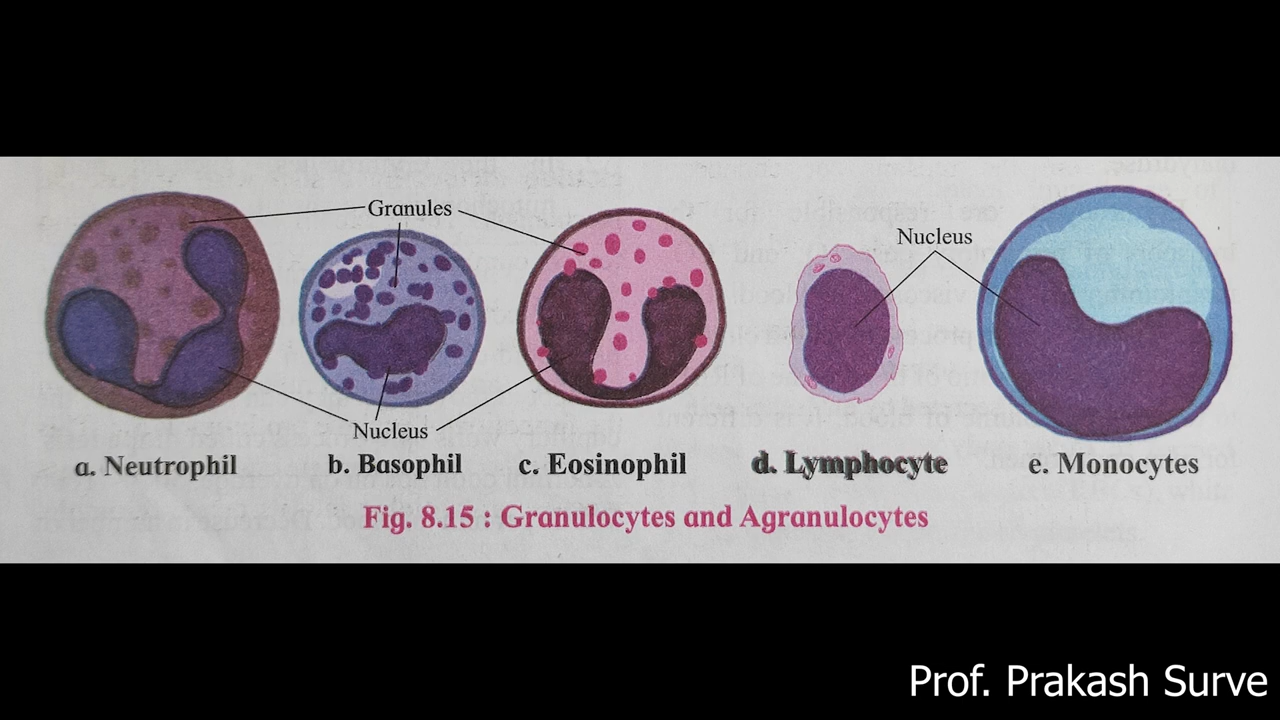 Granules
Nucleus
Nucleus
a. Neutrophil
b. Basophil
c. Eosinophil
d. Lymphocyte
e. Monocytes
Fig. 8.15 : Granulocytes and Agranulocytes
Prof. Prakash Surve